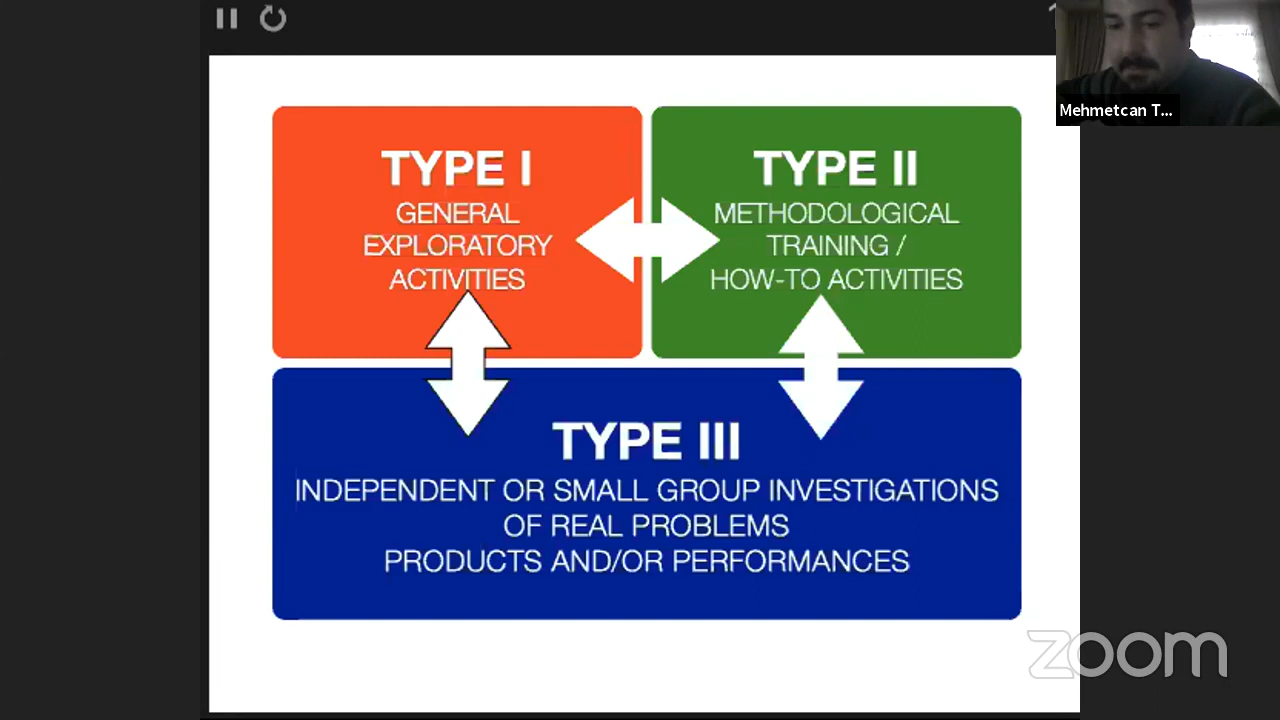 Mehmetcan T...
TYPE I
GENERAL
EXPLORATORY
ACTIVITIES
TYPE II
METHODOLOGICAL
TRAINING /
HOW-TO ACTIVITIES
TYPE III
INDEPENDENT OR SMALL GROUP INVESTIGATIONS
OF REAL PROBLEMS
PRODUCTS AND/OR PERFORMANCES
zoom